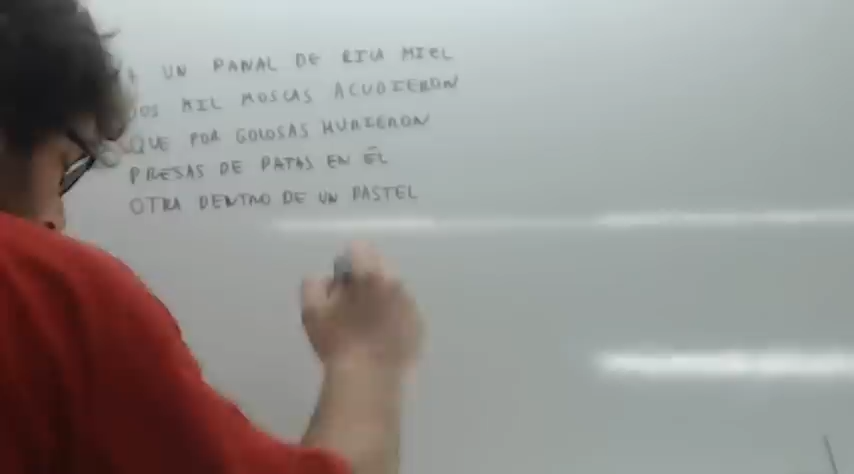 A UN PANAL DE RICA MIEL
DOS MIL MOSCAS ACUDIERON
QUE POR GOLOSAS MURIERON
PRESAS DE PATAS EN ÉL
OTRA DENTRO DE UN PASTEL